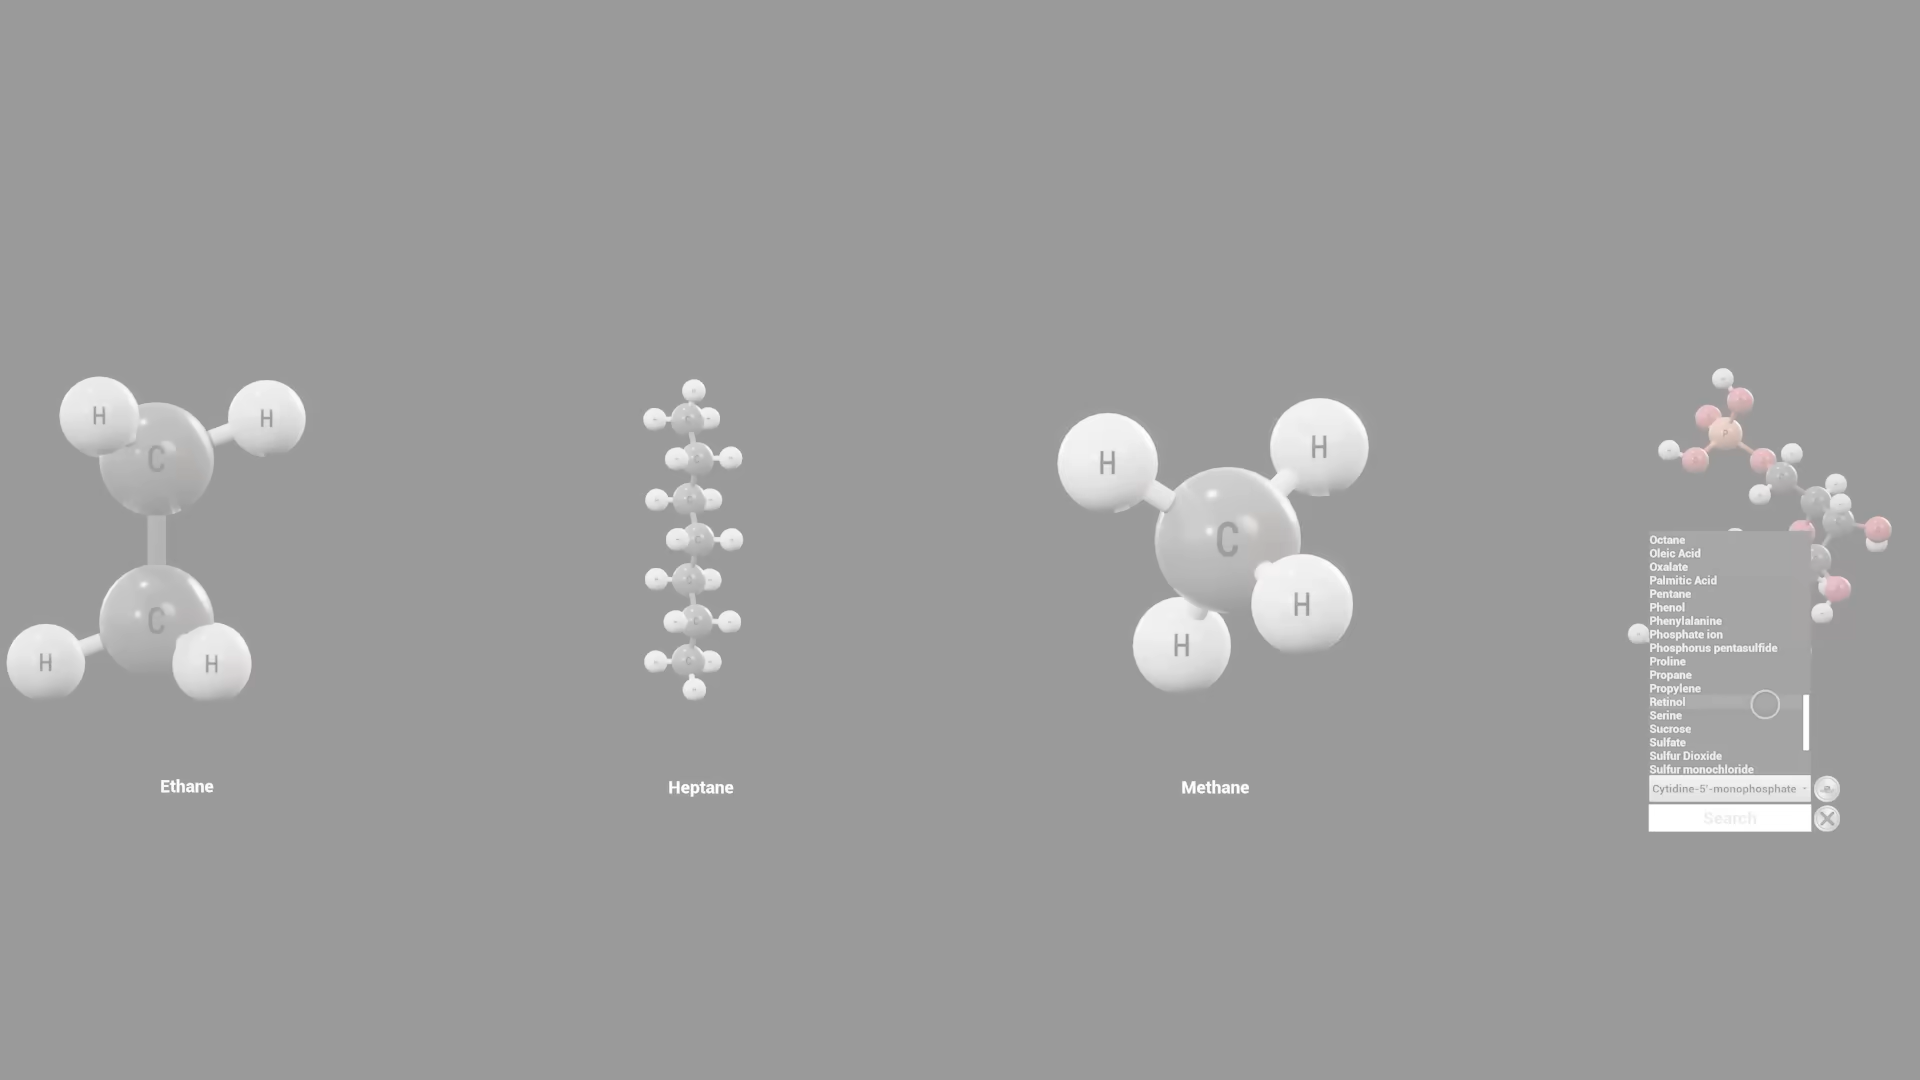 H
H
C
C
H
H
Ethane
Heptane
H
H
C
H
H
Methane
P
Octane
Oleic Acid
Oxalate
Palmitic Acid
Pentane
Phenol
Phenylalanine
Phosphate ion
Phosphorus pentasulfide
Proline
Propane
Propylene
Retinol
Serine
Sucrose
Sulfate
Sulfur Dioxide
Sulfur monochloride
Cytidine-5'-monophosphate
Search